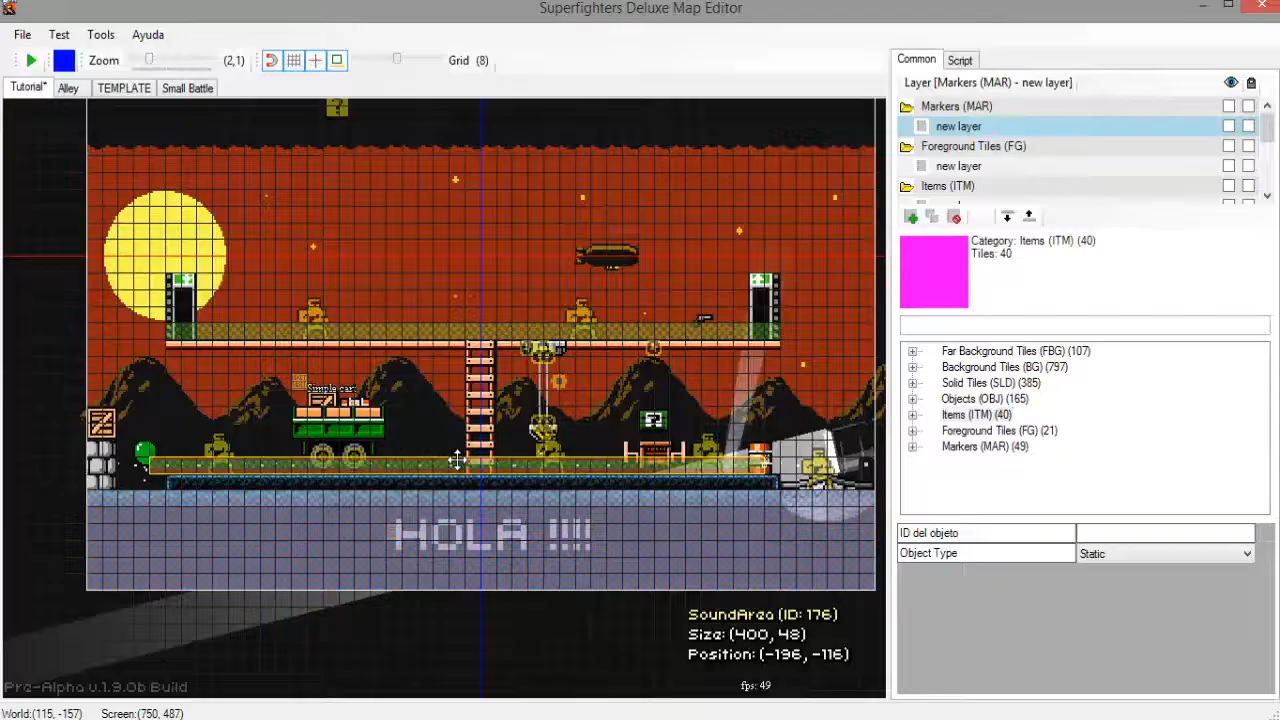 Superfighters Deluxe Map Editor
File Test Tools Ayuda
Zoom (2,1) Grid (8)
Tutorial* Alley TEMPLATE Small Battle
Simple car
HOLA !!!!
SoundArea (ID: 176)
Size: (400, 48)
Position: (-196, -116)
fps: 49
Pre-Alpha v.1.9.0b Build
World:(115, -157) Screen:(750, 487)
Common Script
Layer [Markers (MAR) - new layer]
Markers (MAR)
new layer
Foreground Tiles (FG)
new layer
Items (ITM)
Category: Items (ITM) (40)
Tiles: 40
Far Background Tiles (FBG) (107)
Background Tiles (BG) (797)
Solid Tiles (SLD) (385)
Objects (OBJ) (165)
Items (ITM) (40)
Foreground Tiles (FG) (21)
Markers (MAR) (49)
ID del objeto
Object Type Static